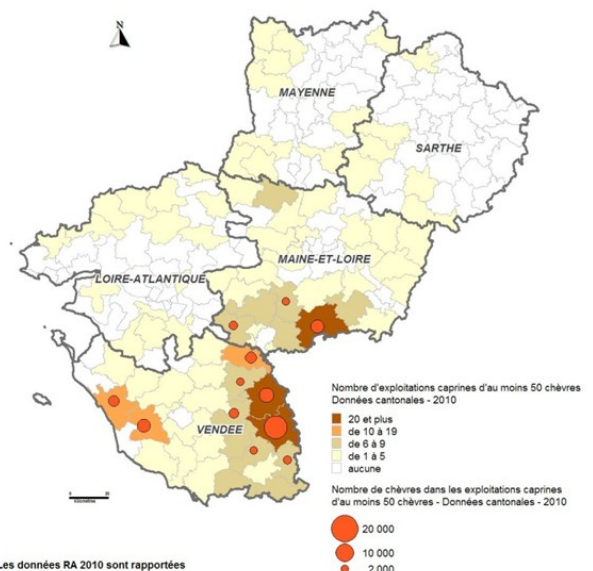 N
MAYENNE
SARTHE
MAINE-ET-LOIRE
LOIRE-ATLANTIQUE
VENDEE
Nombre d'exploitations caprines d'au moins 50 chèvres
Données cantonales - 2010
20 et plus
de 10 à 19
de 6 à 9
de 1 à 5
aucune
Nombre de chèvres dans les exploitations caprines
d'au moins 50 chèvres - Données cantonales - 2010
20 000
10 000
2 000
Les données RA 2010 sont rapportées